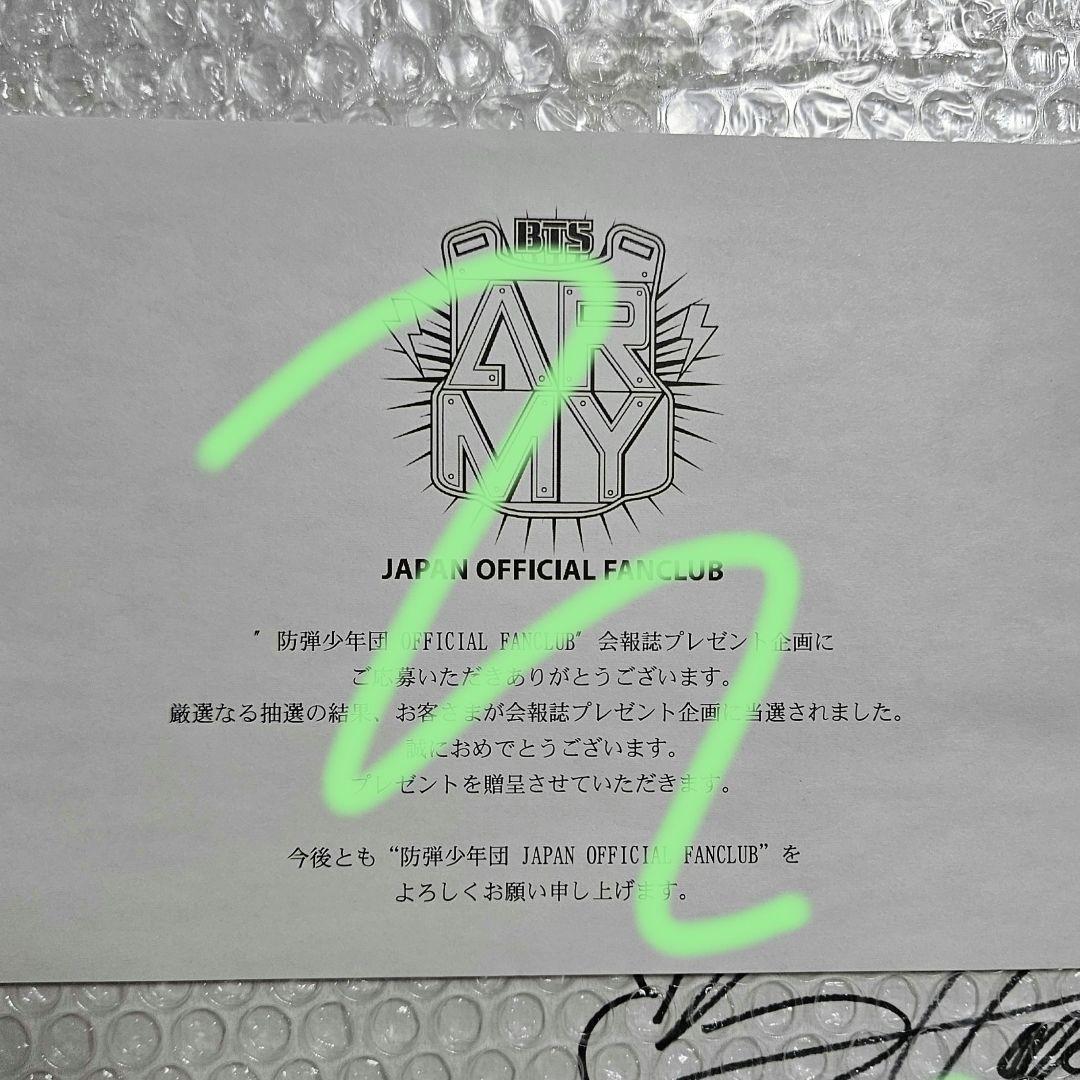 BTS
ARMY
JAPAN OFFICIAL FANCLUB
〃防弾少年団 OFFICIAL FANCLUB〃会報誌プレゼント企画に
ご応募いただきありがとうございます。
厳選なる抽選の結果、お客さまが会報誌プレゼント企画に当選されました。
誠におめでとうございます。
プレゼントを贈呈させていただきます。
今後とも“防弾少年団 JAPAN OFFICIAL FANCLUB”を
よろしくお願い申し上げます。